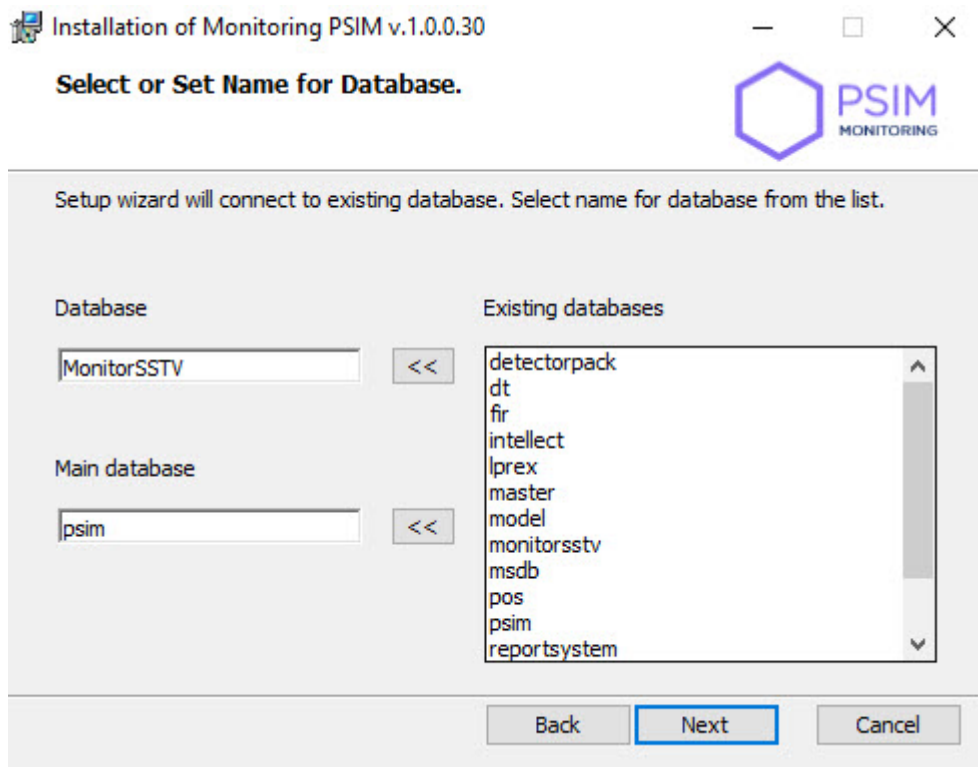 Installation of Monitoring PSIM v.1.0.0.30
Select or Set Name for Database.
PSIM
MONITORING
Setup wizard will connect to existing database. Select name for database from the list.
Database
MonitorSSTV
<<
Main database
psim
<<
Existing databases
detectorpack
dt
fir
intellect
lprex
master
model
monitorsstv
msdb
pos
psim
reportsystem
Back
Next
Cancel